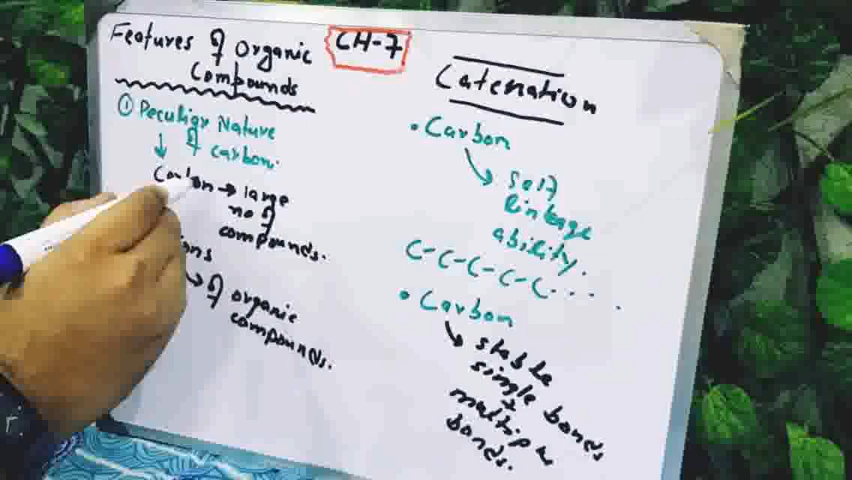 Features of Organic
Compounds
CH-7
① Peculiar Nature
of carbon.
Carbon → large
no of
compounds.
of organic
compounds.
Catenation
• Carbon
self
linkage
ability.
C-C-C-C-C....
• Carbon
stable
single bonds
+
multiple
bonds.